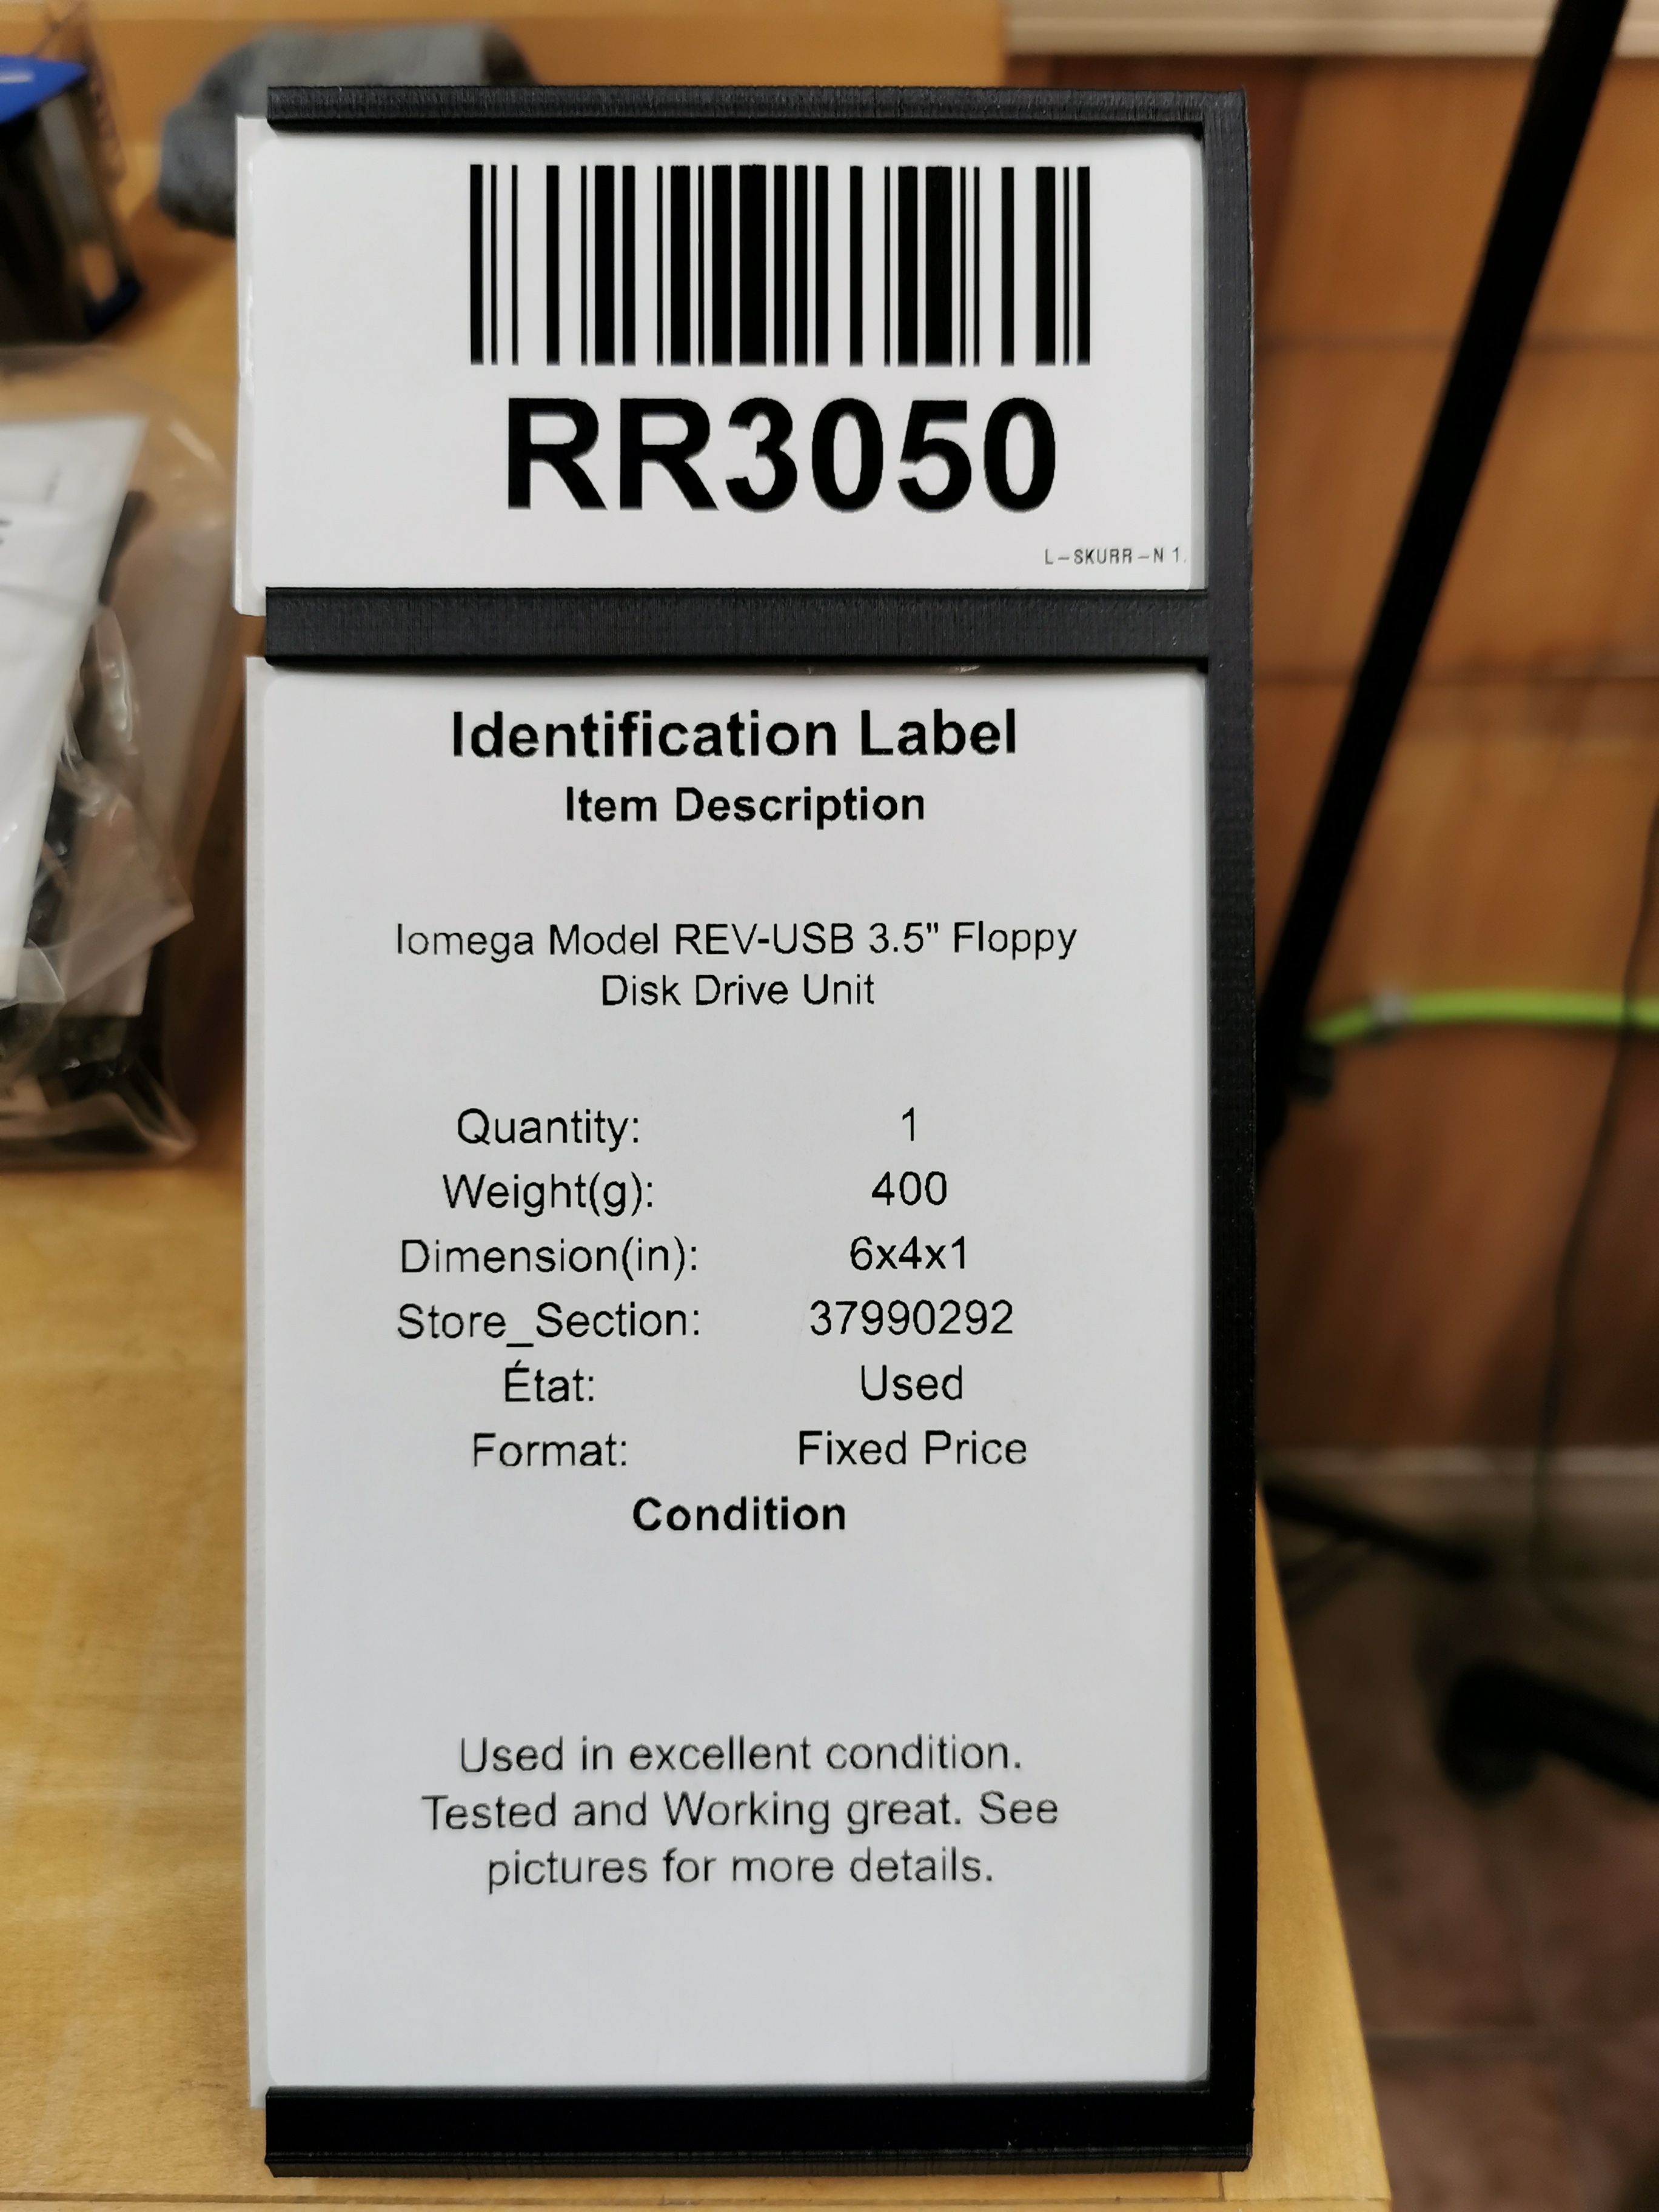 RR3050
L-SKURR-N 1.
Identification Label
Item Description
Iomega Model REV-USB 3.5" Floppy
Disk Drive Unit
Quantity: 1
Weight(g): 400
Dimension(in): 6x4x1
Store_Section: 37990292
État: Used
Format: Fixed Price
Condition
Used in excellent condition.
Tested and Working great. See
pictures for more details.